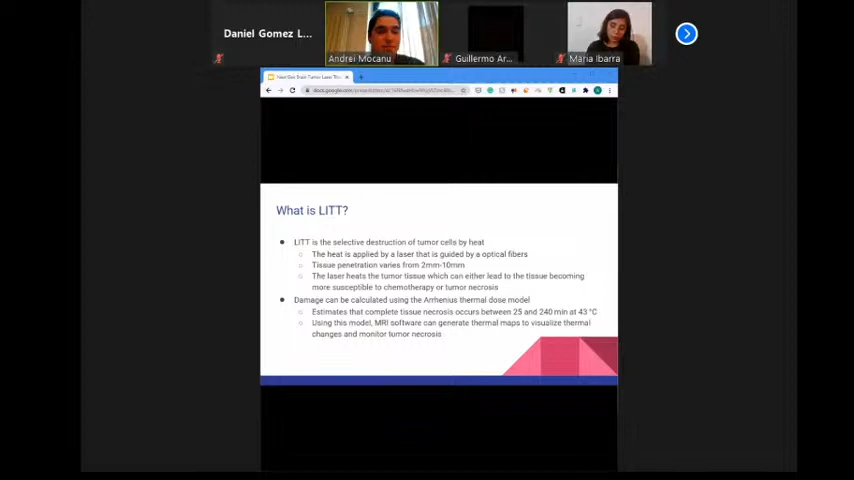 Daniel Gomez L...
Andrei Mocanu
Guillermo Ar...
Maria Ibarra
What is LITT?
● LITT is the selective destruction of tumor cells by heat
○ The heat is applied by a laser that is guided by a optical fibers
○ Tissue penetration varies from 2mm-10mm
○ The laser heats the tumor tissue which can either lead to the tissue becoming
more susceptible to chemotherapy or tumor necrosis
● Damage can be calculated using the Arrhenius thermal dose model
○ Estimates that complete tissue necrosis occurs between 25 and 240 min at 43 °C
○ Using this model, MRI software can generate thermal maps to visualize thermal
changes and monitor tumor necrosis